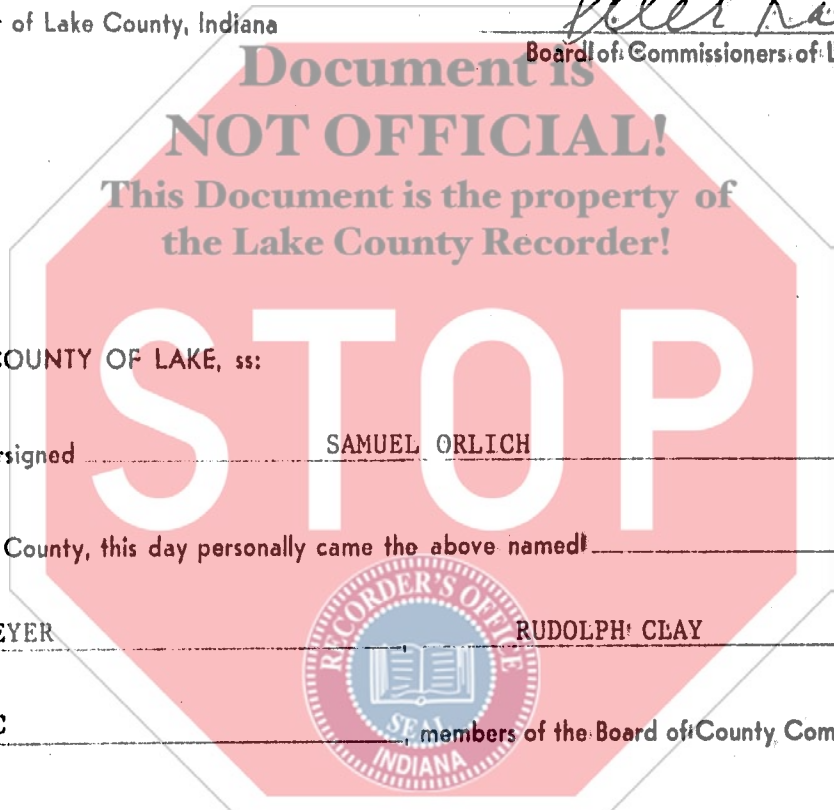 of Lake County, Indiana
Board of Commissioners of L
Document is
NOT OFFICIAL!
This Document is the property of
the Lake County Recorder!
STOP
COUNTY OF LAKE, ss:
rsigned SAMUEL ORLICH
County, this day personally came the above named
EYER , RUDOLPH CLAY
C , members of the Board of County Com
RECORDER'S OFFICE
SEAL
INDIANA